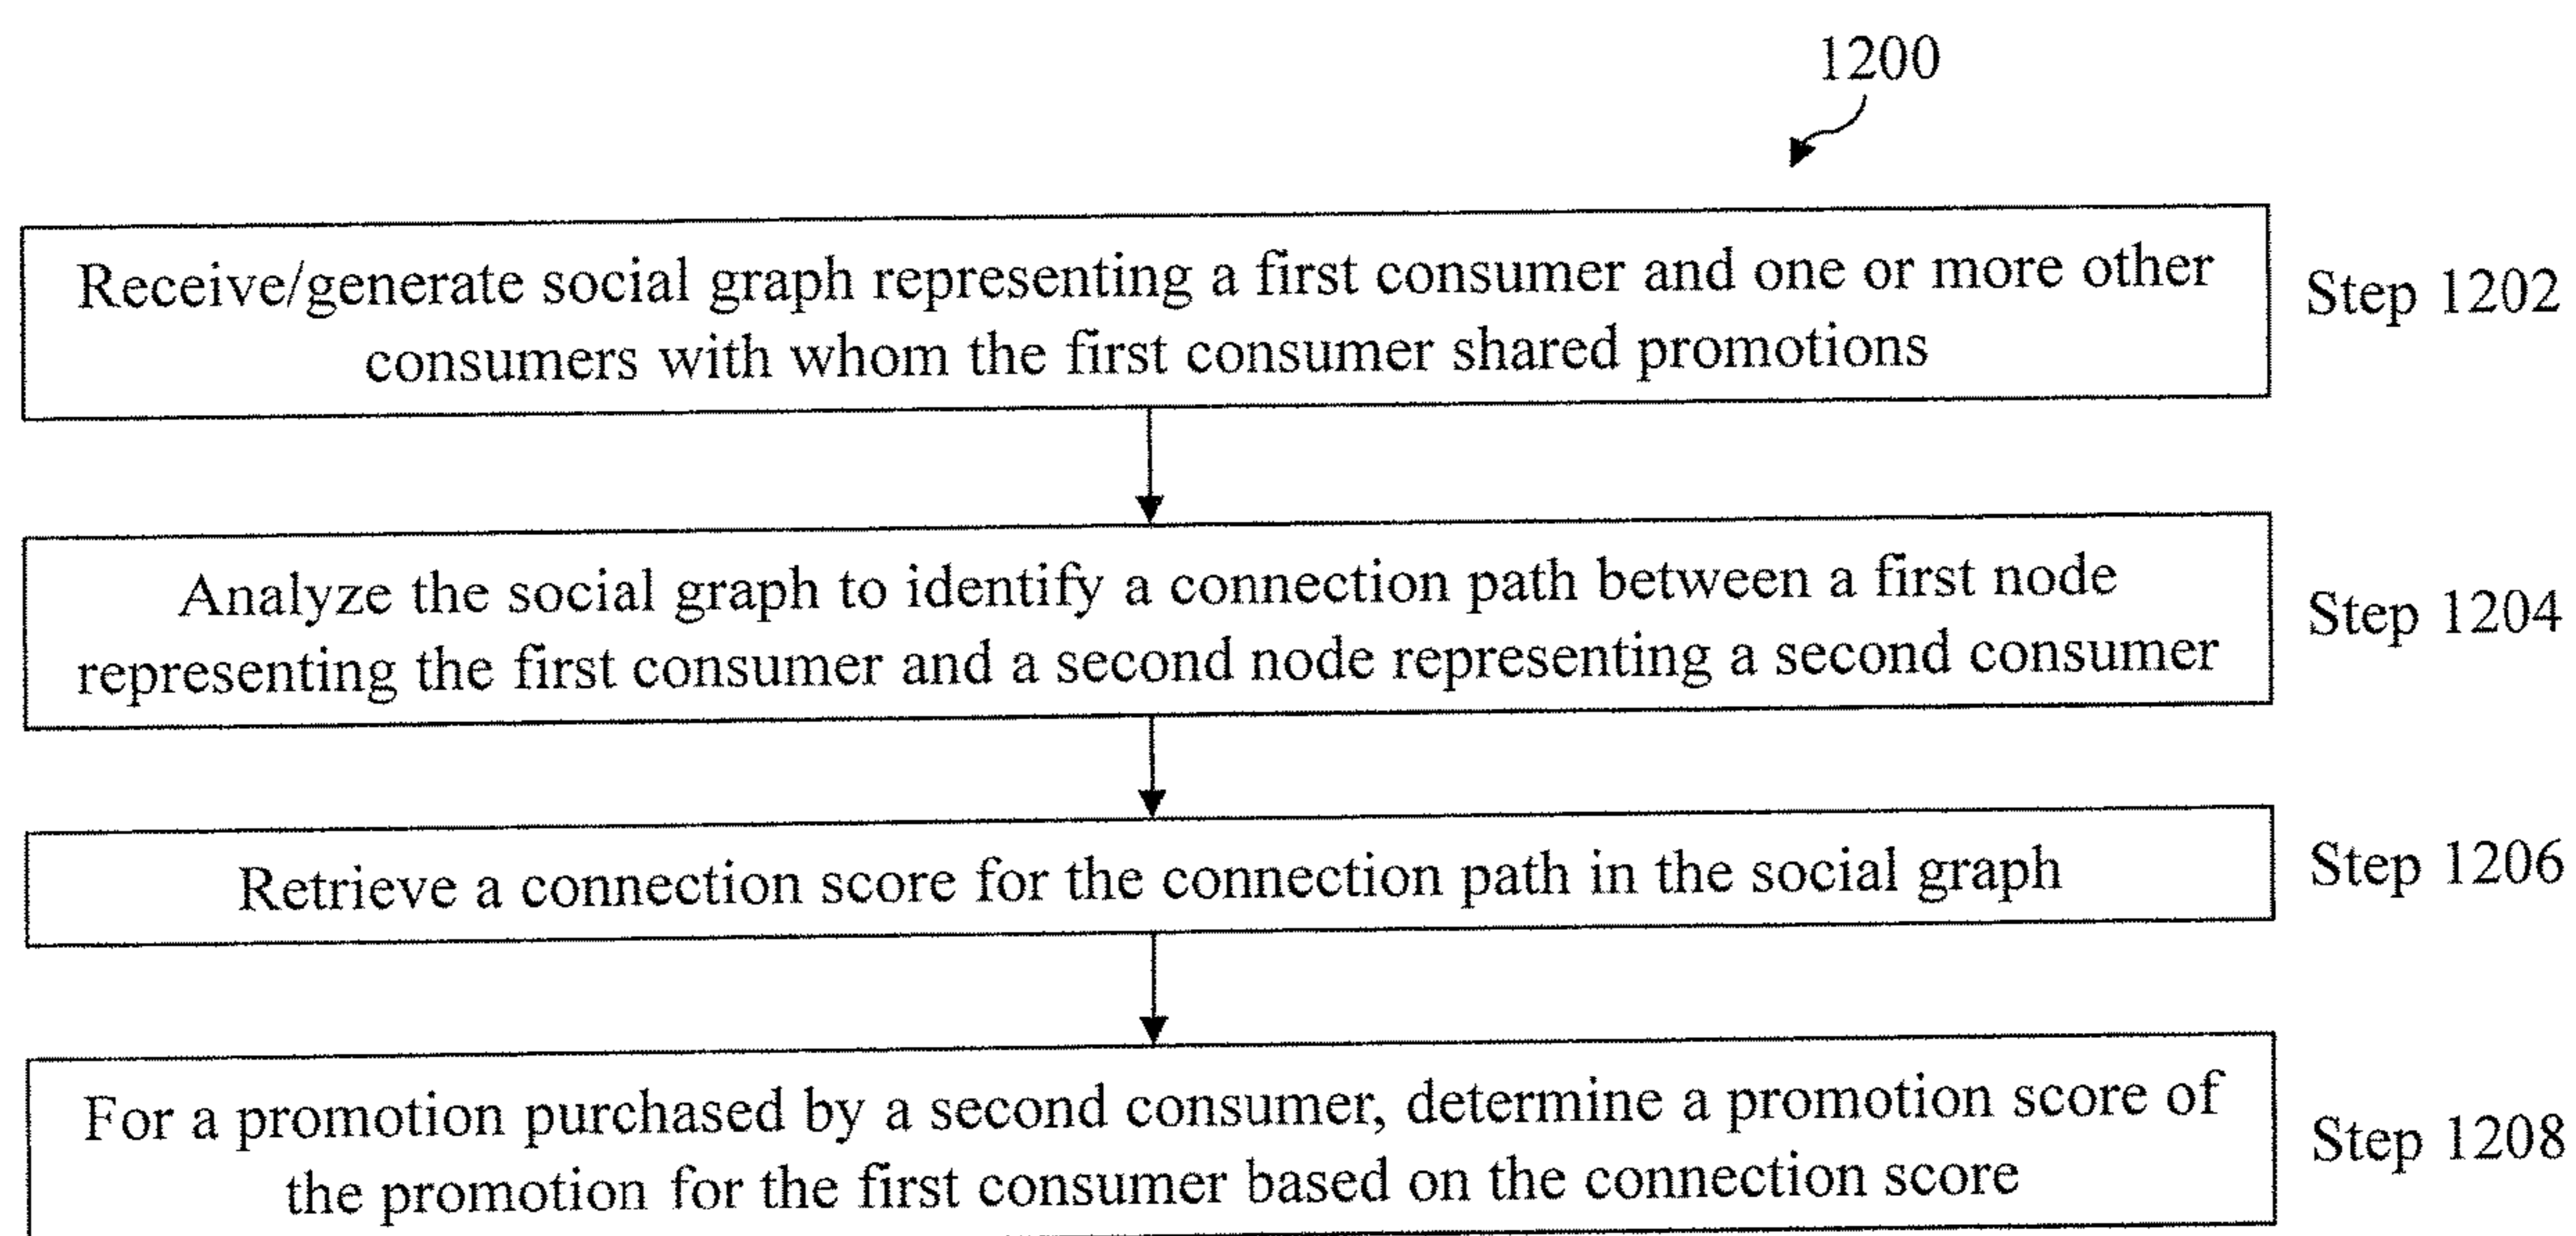 1200
Receive/generate social graph representing a first consumer and one or more other
consumers with whom the first consumer shared promotions
Step 1202
Analyze the social graph to identify a connection path between a first node
representing the first consumer and a second node representing a second consumer
Step 1204
Retrieve a connection score for the connection path in the social graph
Step 1206
For a promotion purchased by a second consumer, determine a promotion score of
the promotion for the first consumer based on the connection score
Step 1208